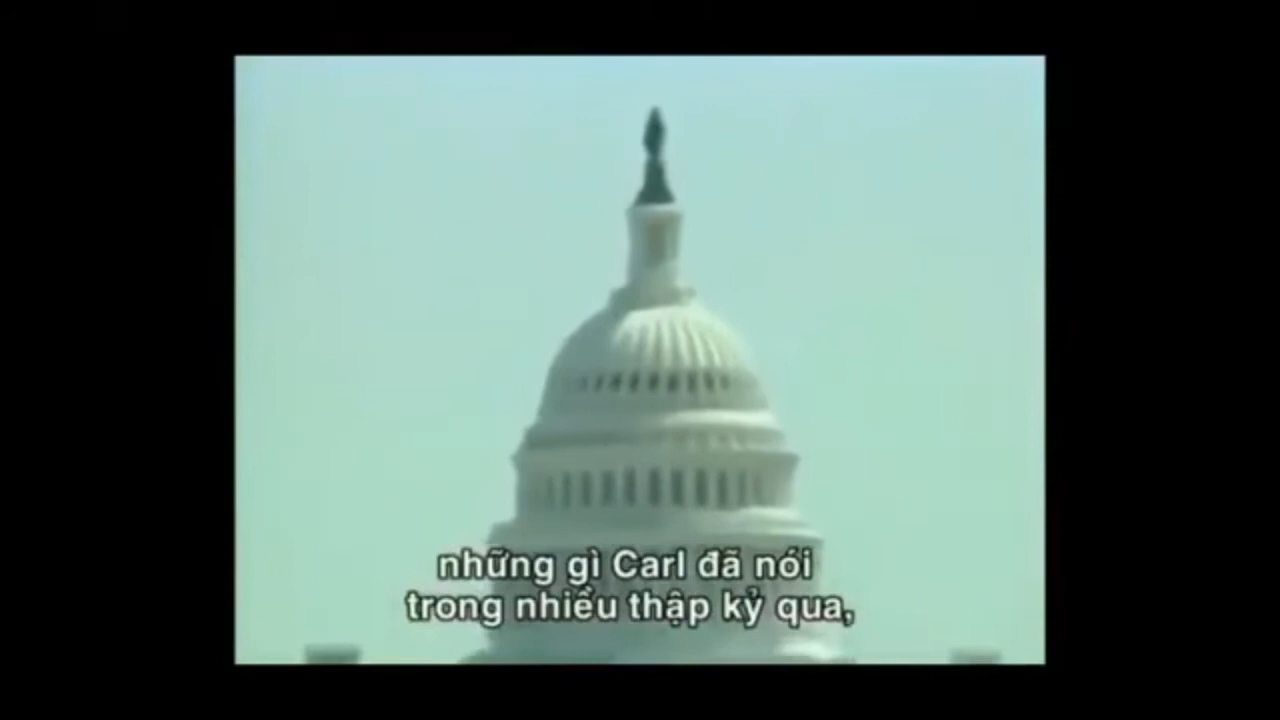 những gì Carl đã nói
trong nhiều thập kỷ qua,